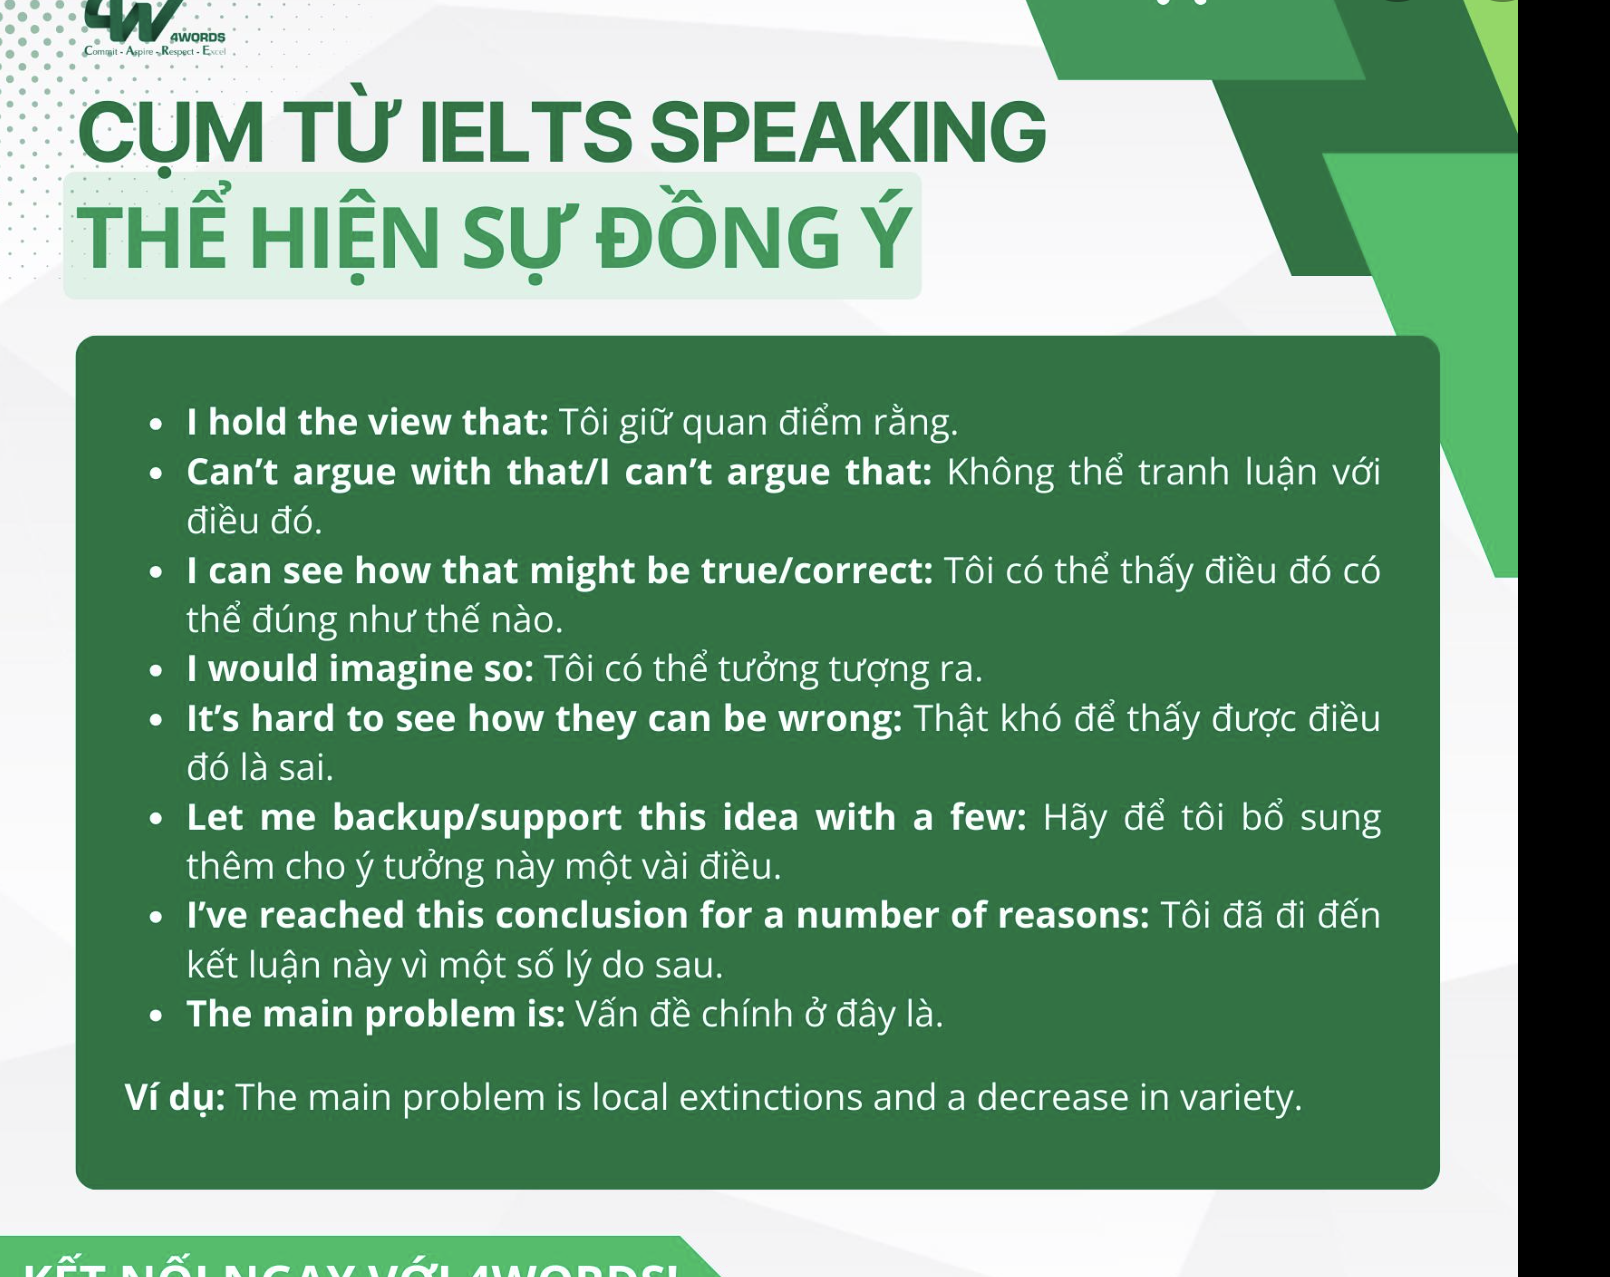 4WORDS
Commit - Aspire - Respect - Excel
CỤM TỪ IELTS SPEAKING
THỂ HIỆN SỰ ĐỒNG Ý
• I hold the view that: Tôi giữ quan điểm rằng.
• Can’t argue with that/I can’t argue that: Không thể tranh luận với
điều đó.
• I can see how that might be true/correct: Tôi có thể thấy điều đó có
thể đúng như thế nào.
• I would imagine so: Tôi có thể tưởng tượng ra.
• It’s hard to see how they can be wrong: Thật khó để thấy được điều
đó là sai.
• Let me backup/support this idea with a few: Hãy để tôi bổ sung
thêm cho ý tưởng này một vài điều.
• I’ve reached this conclusion for a number of reasons: Tôi đã đi đến
kết luận này vì một số lý do sau.
• The main problem is: Vấn đề chính ở đây là.
Ví dụ: The main problem is local extinctions and a decrease in variety.
KẾT NỐI NGAY VỚI 4WORDS!